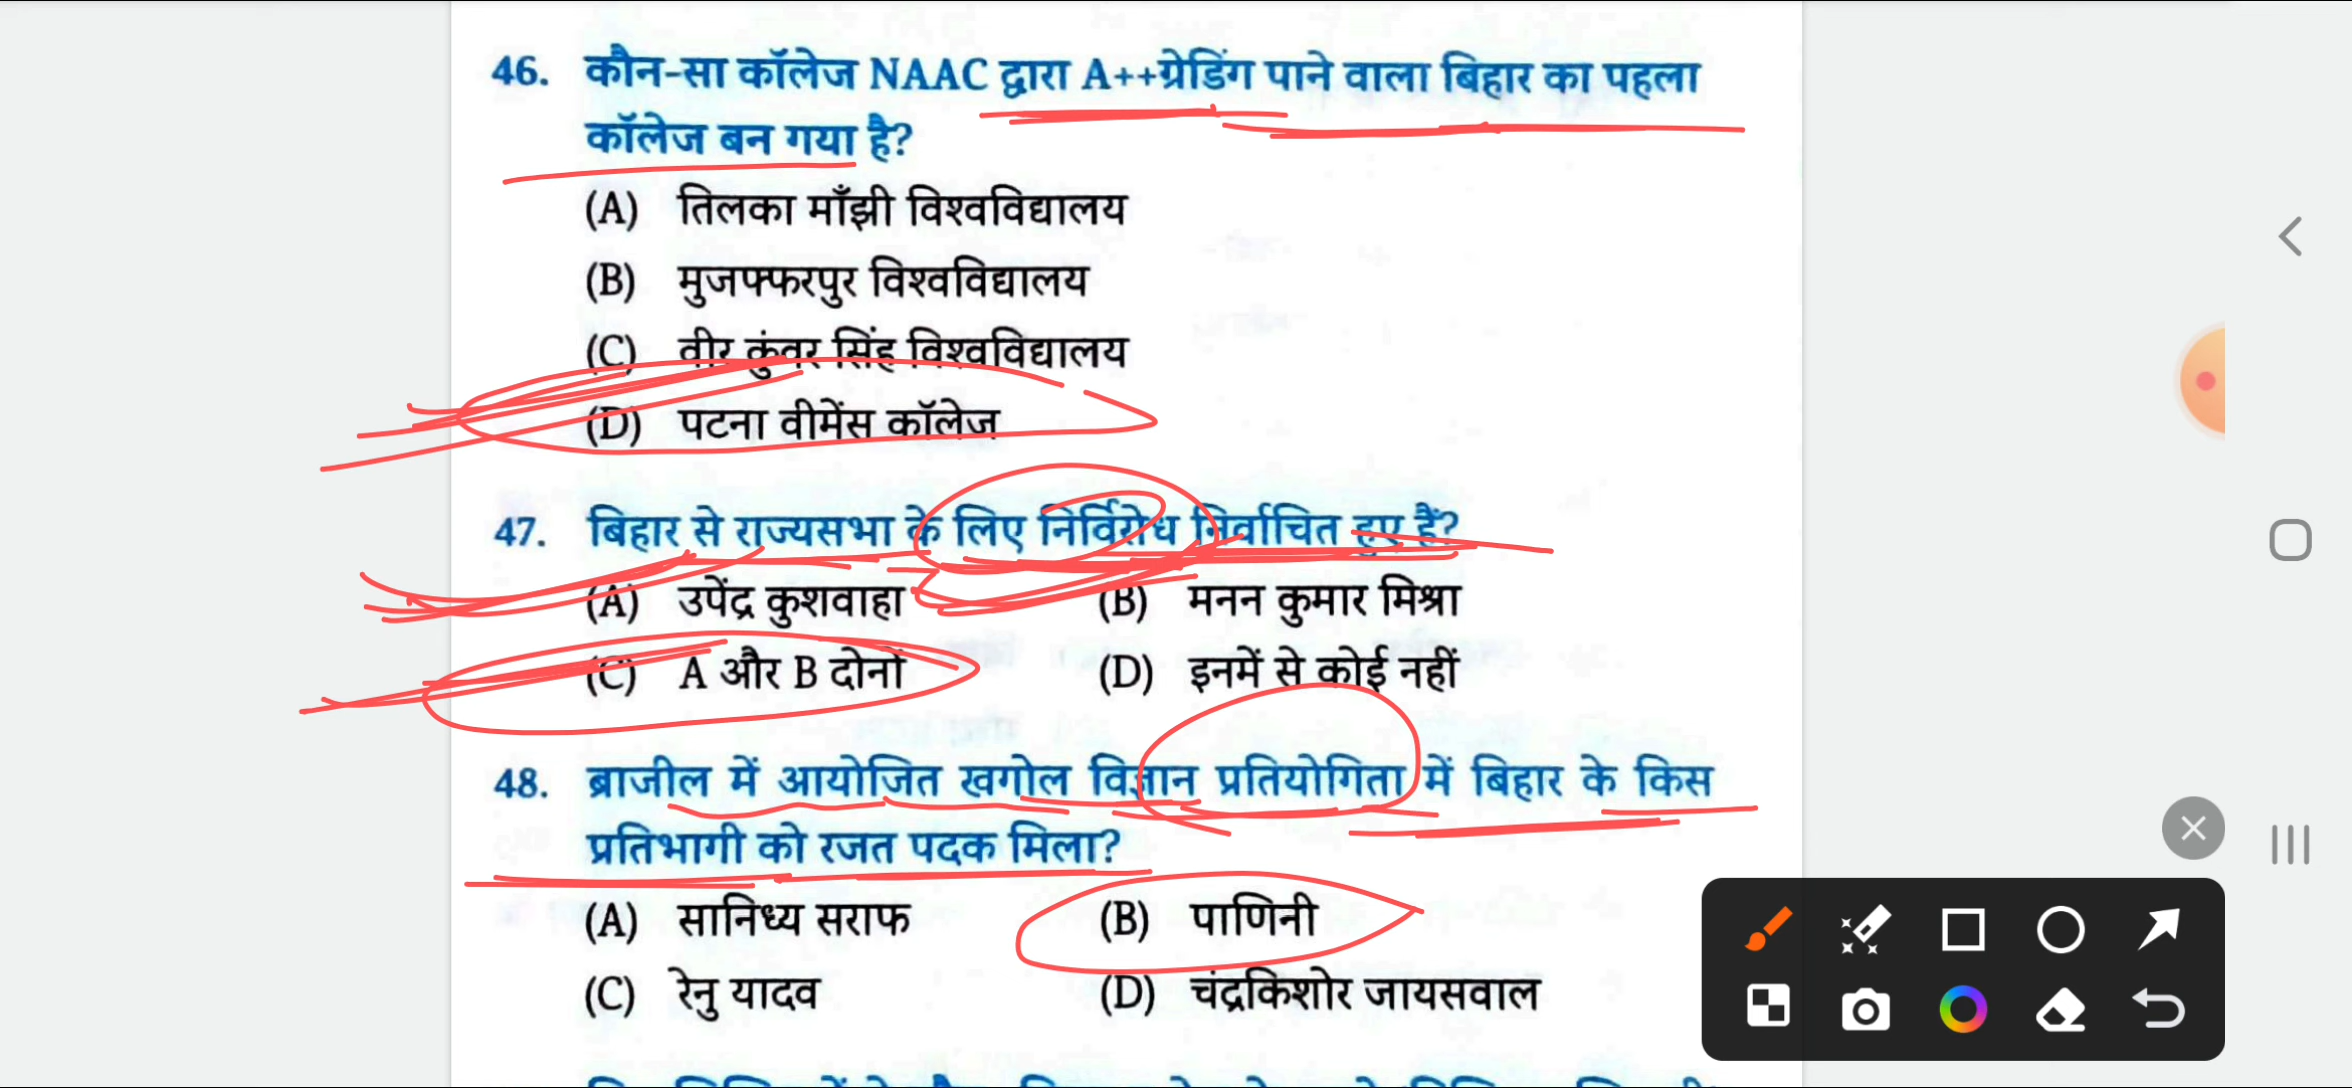 46. कौन-सा कॉलेज NAAC द्वारा A++ग्रेडिंग पाने वाला बिहार का पहला
कॉलेज बन गया है?
(A) तिलका माँझी विश्वविद्यालय
(B) मुजफ्फरपुर विश्वविद्यालय
(C) वीर कुंवर सिंह विश्वविद्यालय
(D) पटना वीमेंस कॉलेज
47. बिहार से राज्यसभा के लिए निर्विरोध निर्वाचित हुए हैं?
(A) उपेंद्र कुशवाहा (B) मनन कुमार मिश्रा
(C) A और B दोनों (D) इनमें से कोई नहीं
48. ब्राजील में आयोजित खगोल विज्ञान प्रतियोगिता में बिहार के किस
प्रतिभागी को रजत पदक मिला?
(A) सानिध्य सराफ (B) पाणिनी
(C) रेनु यादव (D) चंद्रकिशोर जायसवाल